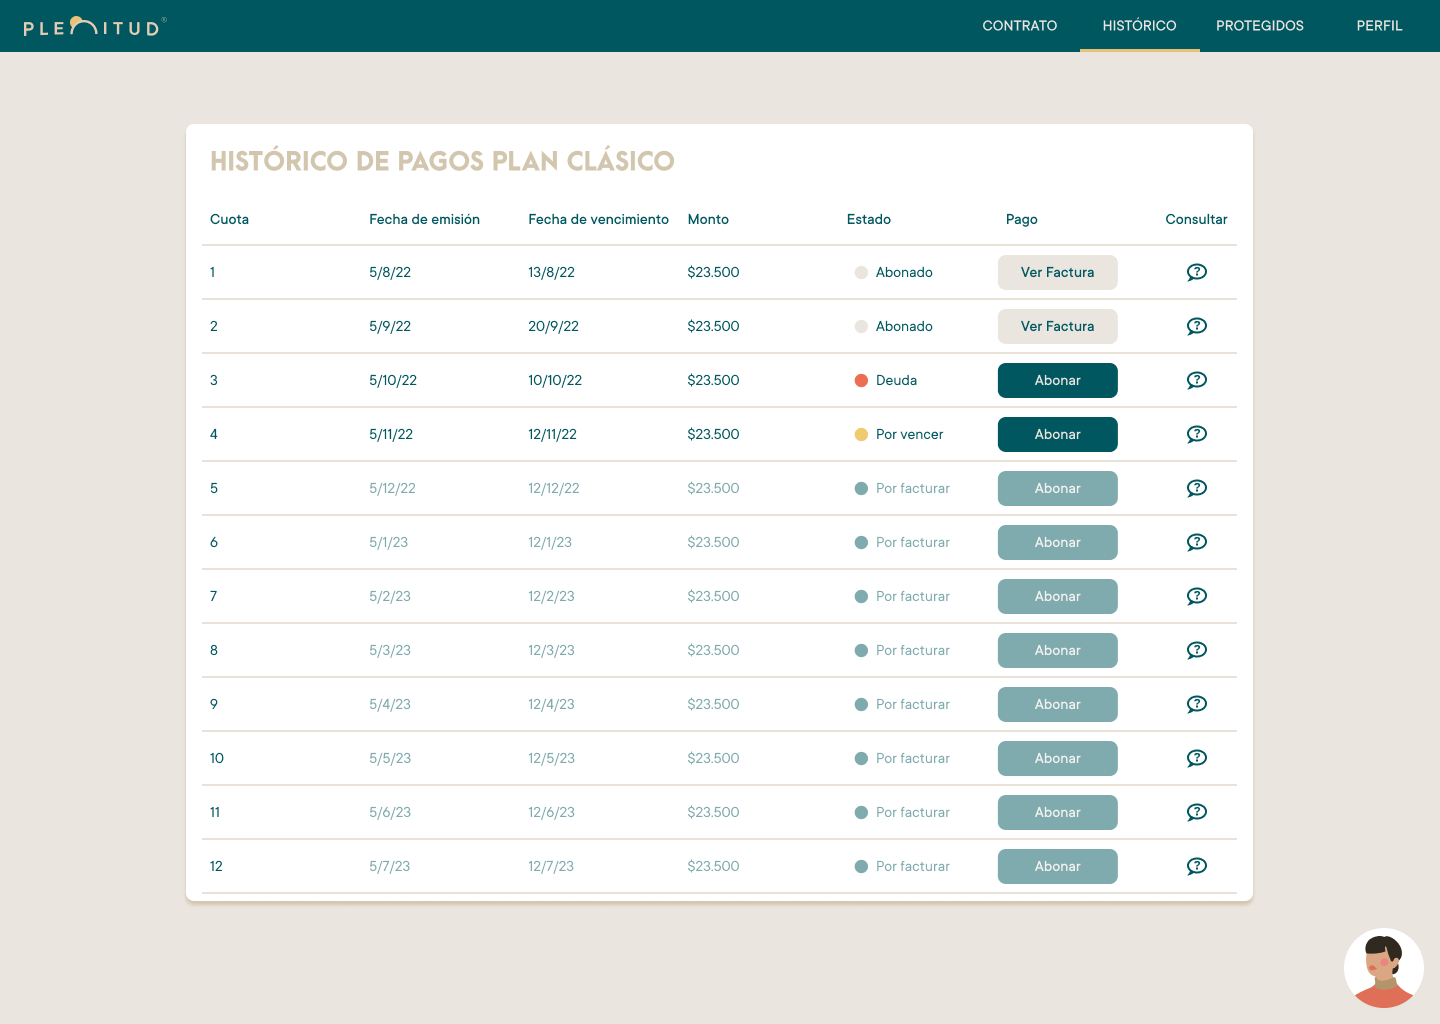 PLENITUD®
CONTRATO HISTÓRICO PROTEGIDOS PERFIL
HISTÓRICO DE PAGOS PLAN CLÁSICO
Cuota Fecha de emisión Fecha de vencimiento Monto Estado Pago Consultar
1 5/8/22 13/8/22 $23.500 Abonado Ver Factura ?
2 5/9/22 20/9/22 $23.500 Abonado Ver Factura ?
3 5/10/22 10/10/22 $23.500 Deuda Abonar ?
4 5/11/22 12/11/22 $23.500 Por vencer Abonar ?
5 5/12/22 12/12/22 $23.500 Por facturar Abonar ?
6 5/1/23 12/1/23 $23.500 Por facturar Abonar ?
7 5/2/23 12/2/23 $23.500 Por facturar Abonar ?
8 5/3/23 12/3/23 $23.500 Por facturar Abonar ?
9 5/4/23 12/4/23 $23.500 Por facturar Abonar ?
10 5/5/23 12/5/23 $23.500 Por facturar Abonar ?
11 5/6/23 12/6/23 $23.500 Por facturar Abonar ?
12 5/7/23 12/7/23 $23.500 Por facturar Abonar ?